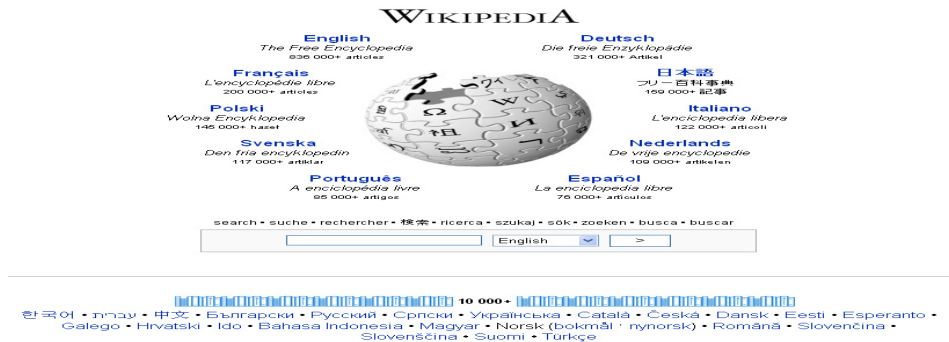 WIKIPEDIA
English
The Free Encyclopedia
836 000+ articles
Deutsch
Die freie Enzyklopädie
321 000+ Artikel
Français
L'encyclopédie libre
200 000+ articles
日本語
フリー百科事典
169 000+ 記事
Polski
Wolna Encyklopedia
145 000+ haseł
Italiano
L'enciclopedia libera
122 000+ articoli
Svenska
Den fria encyklopedin
117 000+ artiklar
Nederlands
De vrije encyclopedie
109 000+ artikelen
Português
A enciclopédia livre
85 000+ artigos
Español
La enciclopedia libre
76 000+ artículos
Ω W 祖 И
search • suche • rechercher • 検索 • ricerca • szukaj • sök • zoeken • busca • buscar
English >
10 000+
한국어 • עברית • 中文 • Български • Русский • Српски • Українська • Català • Česká • Dansk • Eesti • Esperanto •
Galego • Hrvatski • Ido • Bahasa Indonesia • Magyar • Norsk (bokmål · nynorsk) • Română • Slovenčina •
Slovenščina • Suomi • Türkçe